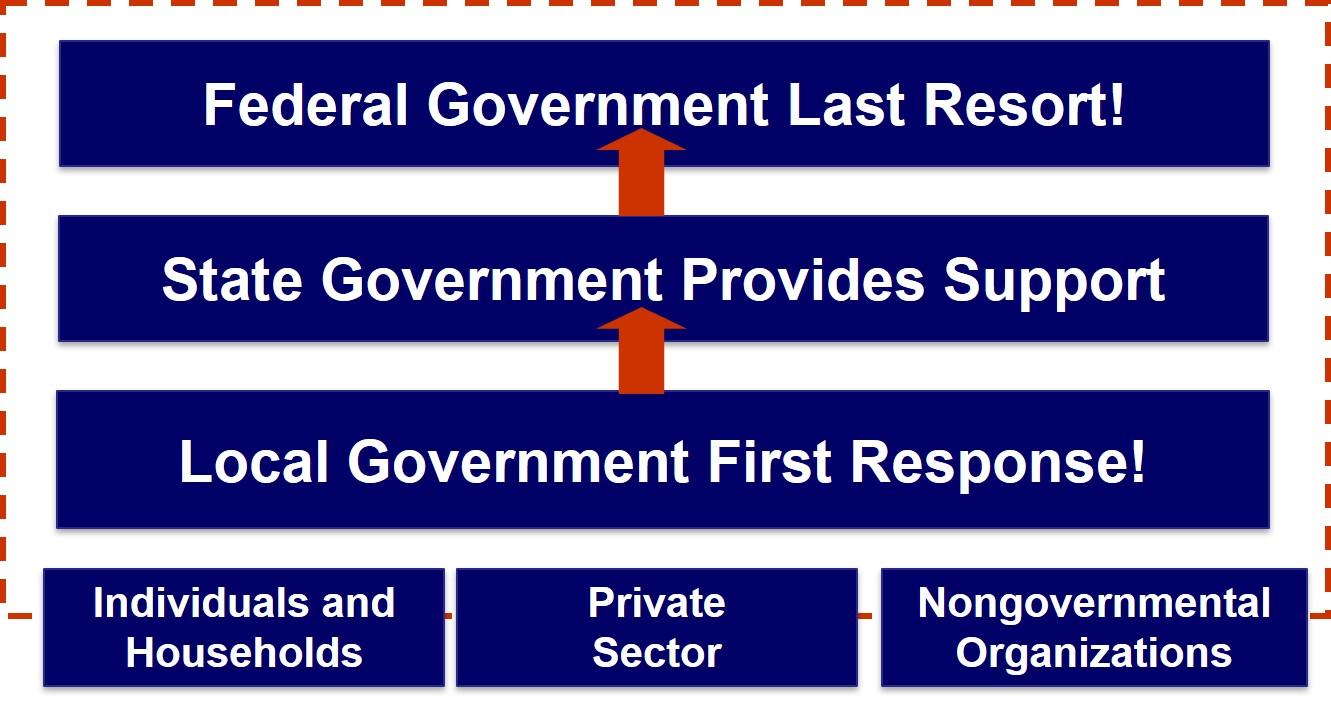 Federal Government Last Resort!
State Government Provides Support
Local Government First Response!
Individuals and
Households
Private
Sector
Nongovernmental
Organizations